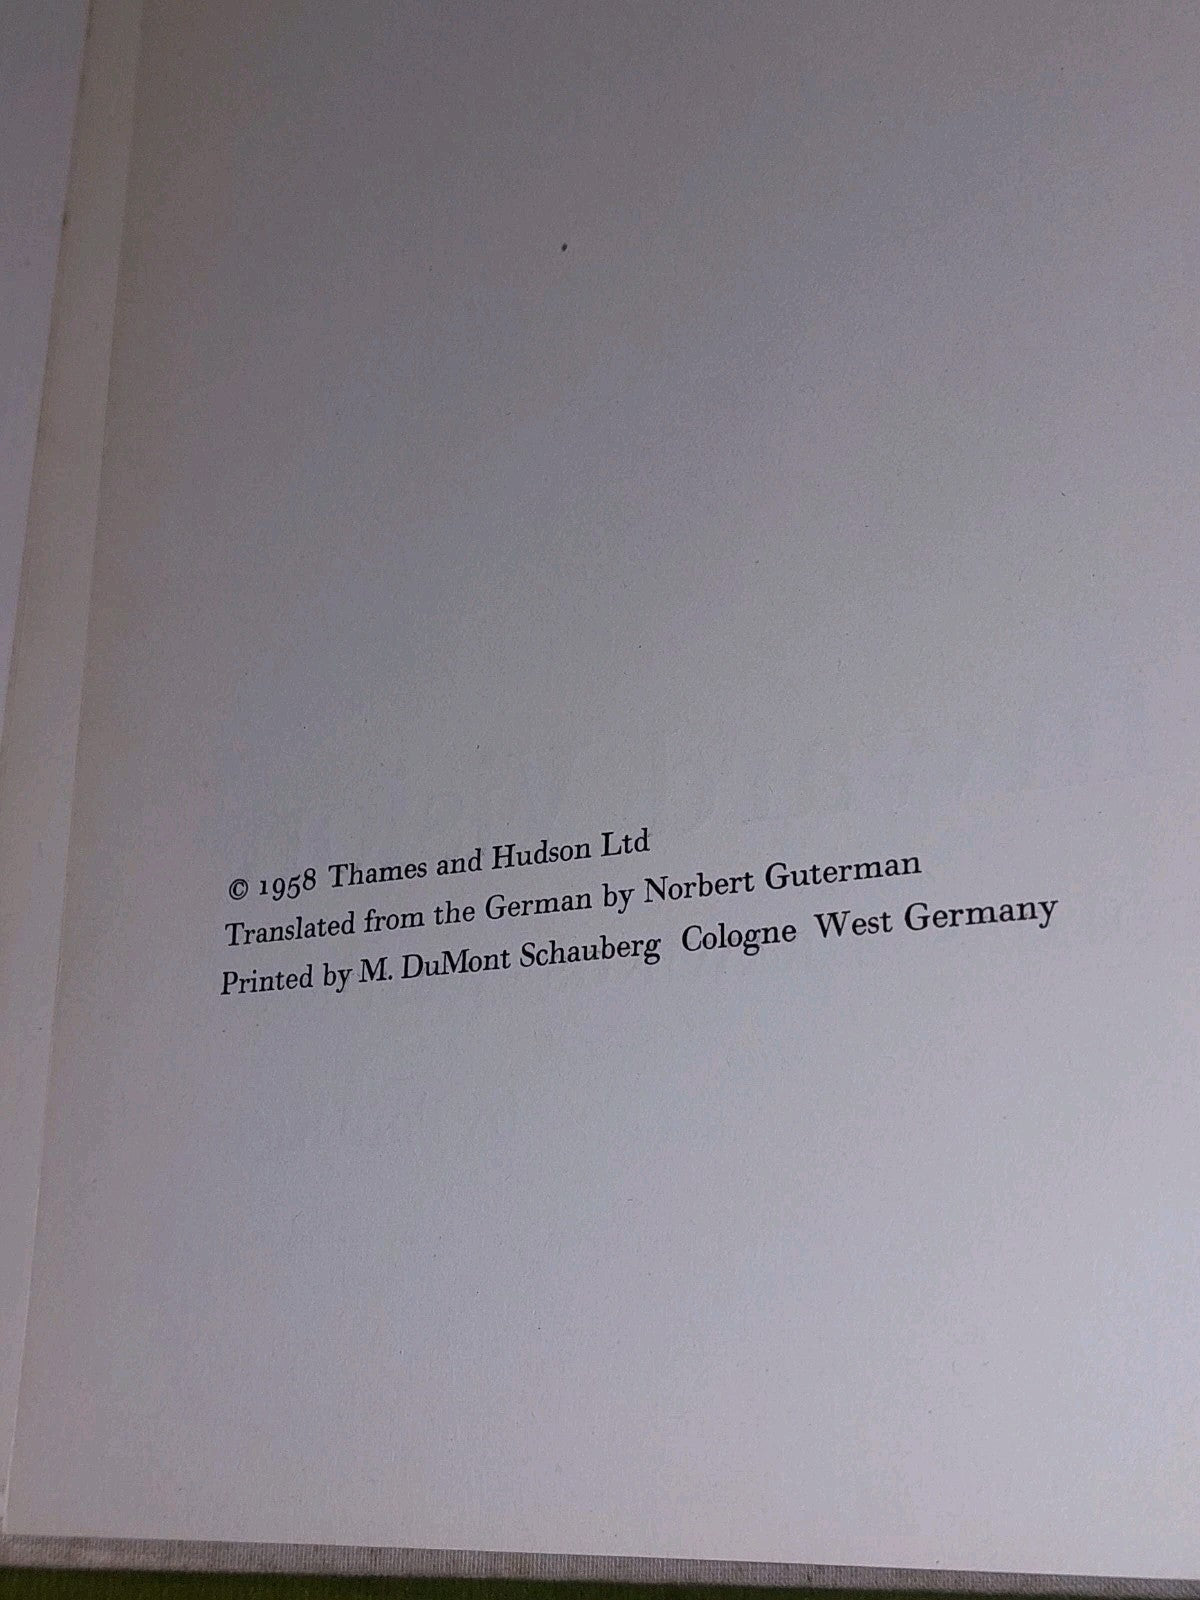 © 1958 Thames and Hudson Ltd
Translated from the German by Norbert Guterman
Printed by M. DuMont Schauberg Cologne West Germany